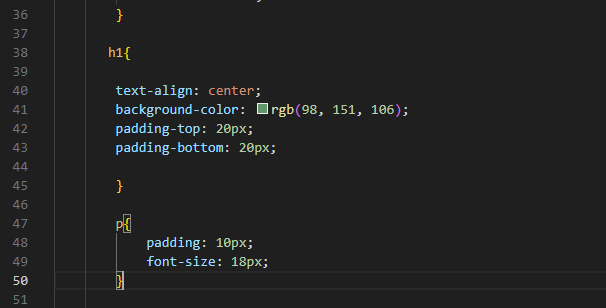 36 }
37
38 h1{
39
40 text-align: center;
41 background-color: rgb(98, 151, 106);
42 padding-top: 20px;
43 padding-bottom: 20px;
44
45 }
46
47 p{
48 padding: 10px;
49 font-size: 18px;
50 }
51